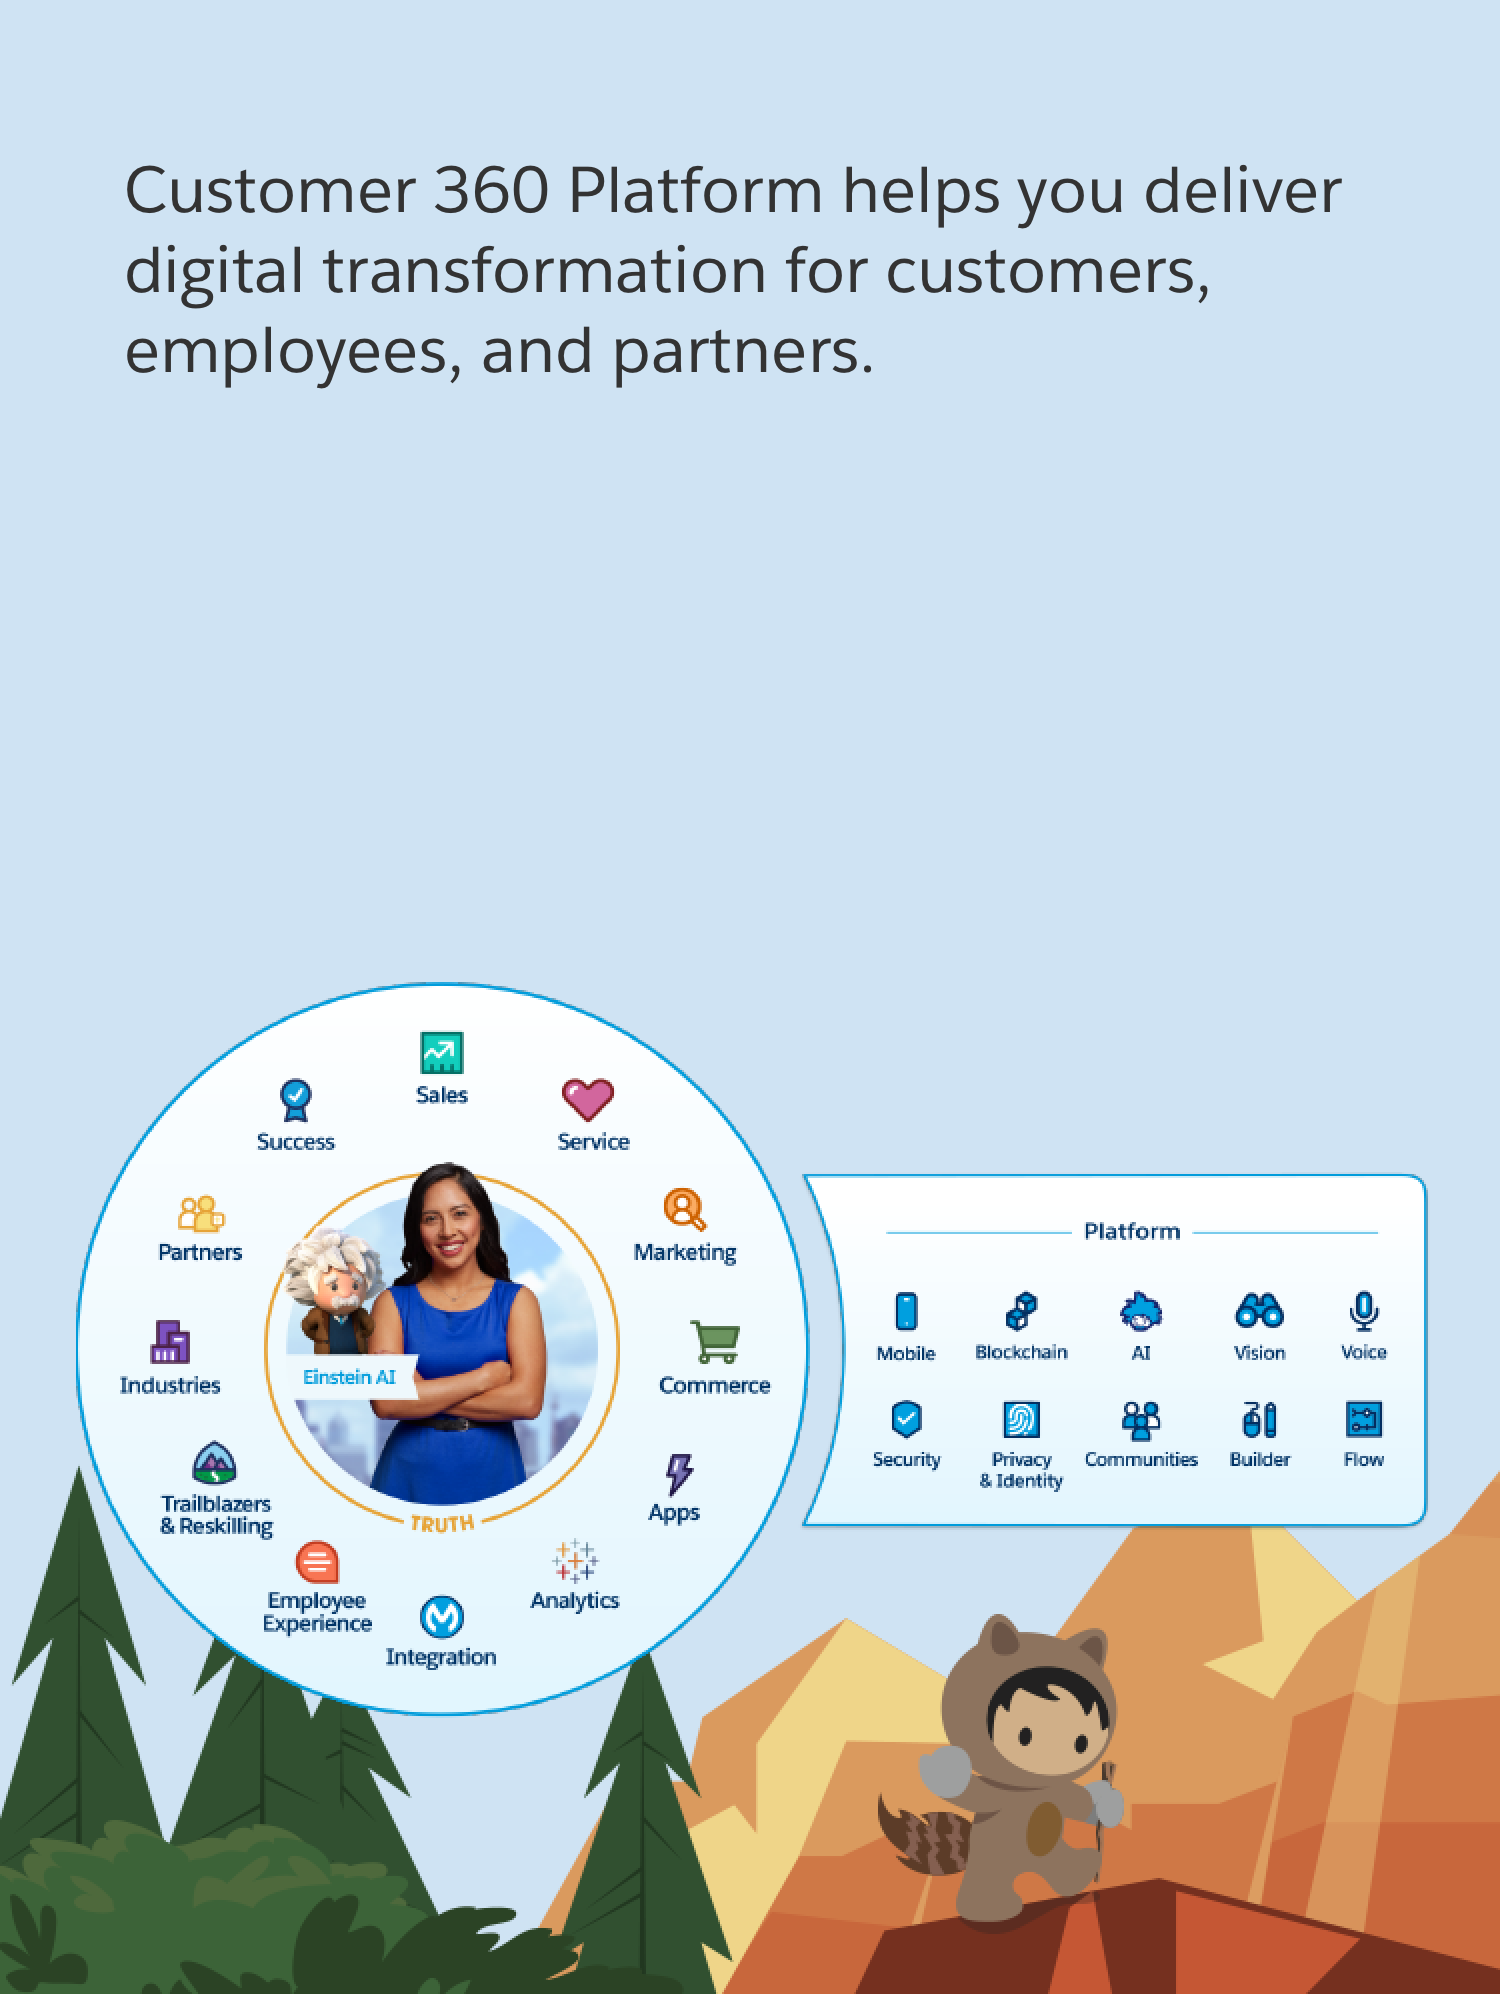 Customer 360 Platform helps you deliver
digital transformation for customers,
employees, and partners.
Sales
Success
Service
Partners
Marketing
Industries
Einstein AI
Commerce
Trailblazers
& Reskilling
Apps
TRUTH
Employee
Experience
Analytics
Integration
Platform
Mobile
Blockchain
AI
Vision
Voice
Security
Privacy
& Identity
Communities
Builder
Flow